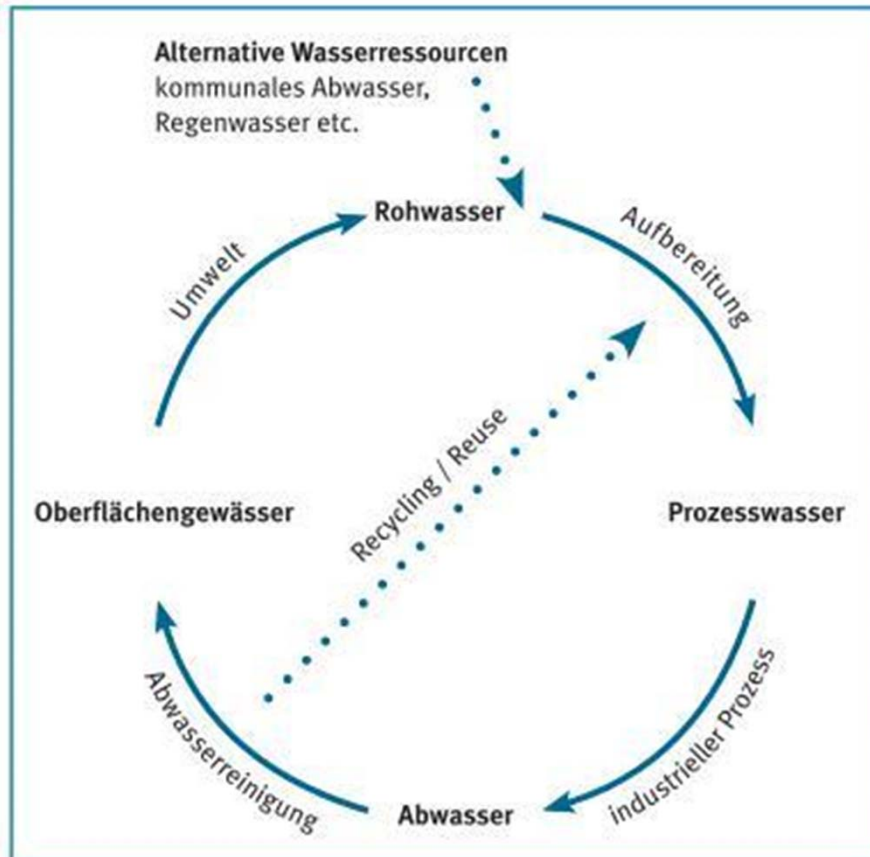 Alternative Wasserressourcen
kommunales Abwasser,
Regenwasser etc.
Rohwasser
Umwelt
Aufbereitung
Recycling / Reuse
Oberflächengewässer
Prozesswasser
Abwasserreinigung
industrieller Prozess
Abwasser